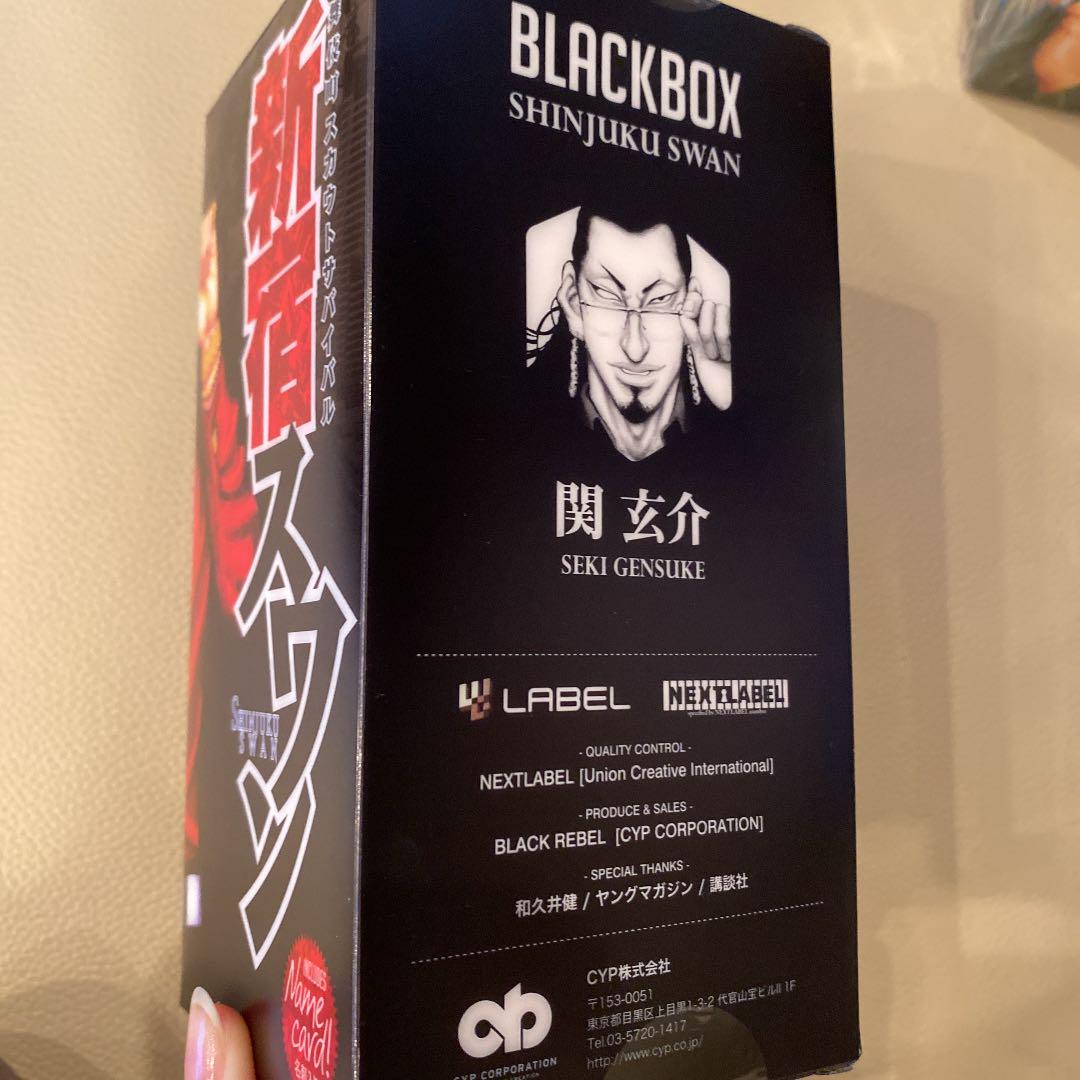 スカウトサバイバル
新宿スワン
SHINJUKU
SWAN
INCLUDES
Name
card!!
BLACKBOX
SHINJUKU SWAN
関 玄介
SEKI GENSUKE
LABEL
NEXTLABEL
- QUALITY CONTROL -
NEXTLABEL [Union Creative International]
- PRODUCE & SALES -
BLACK REBEL [CYP CORPORATION]
- SPECIAL THANKS -
和久井健 / ヤングマガジン / 講談社
CYP株式会社
〒153-0051
東京都目黒区上目黒1-3-2 代官山宝ビルII 1F
Tel.03-5720-1417
http://www.cyp.co.jp/
CYP CORPORATION